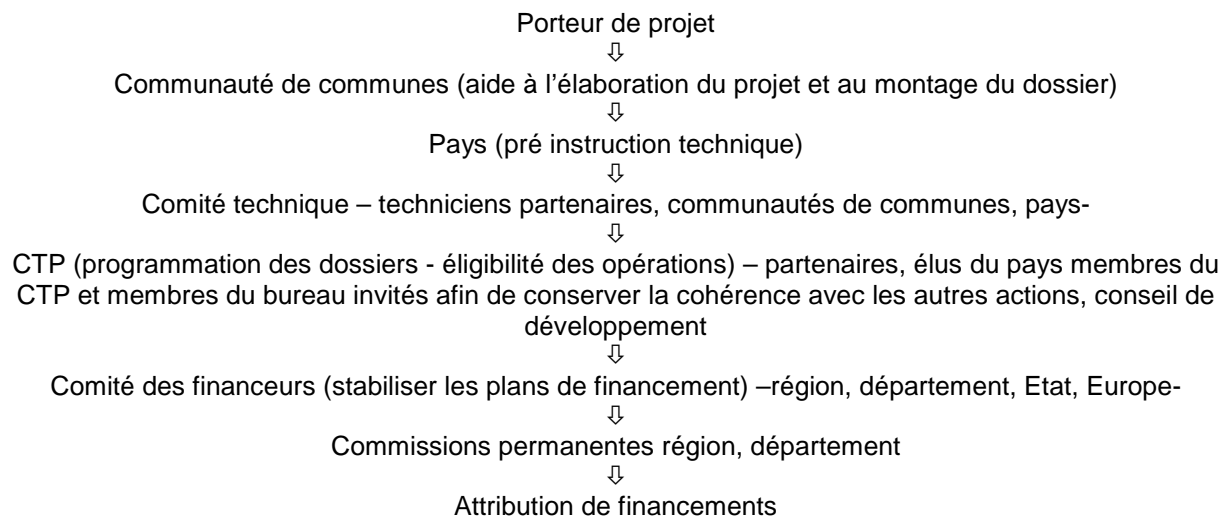 Porteur de projet
⇩
Communauté de communes (aide à l'élaboration du projet et au montage du dossier)
⇩
Pays (pré instruction technique)
⇩
Comité technique – techniciens partenaires, communautés de communes, pays-
⇩
CTP (programmation des dossiers - éligibilité des opérations) – partenaires, élus du pays membres du
CTP et membres du bureau invités afin de conserver la cohérence avec les autres actions, conseil de
développement
⇩
Comité des financeurs (stabiliser les plans de financement) –région, département, Etat, Europe-
⇩
Commissions permanentes région, département
⇩
Attribution de financements